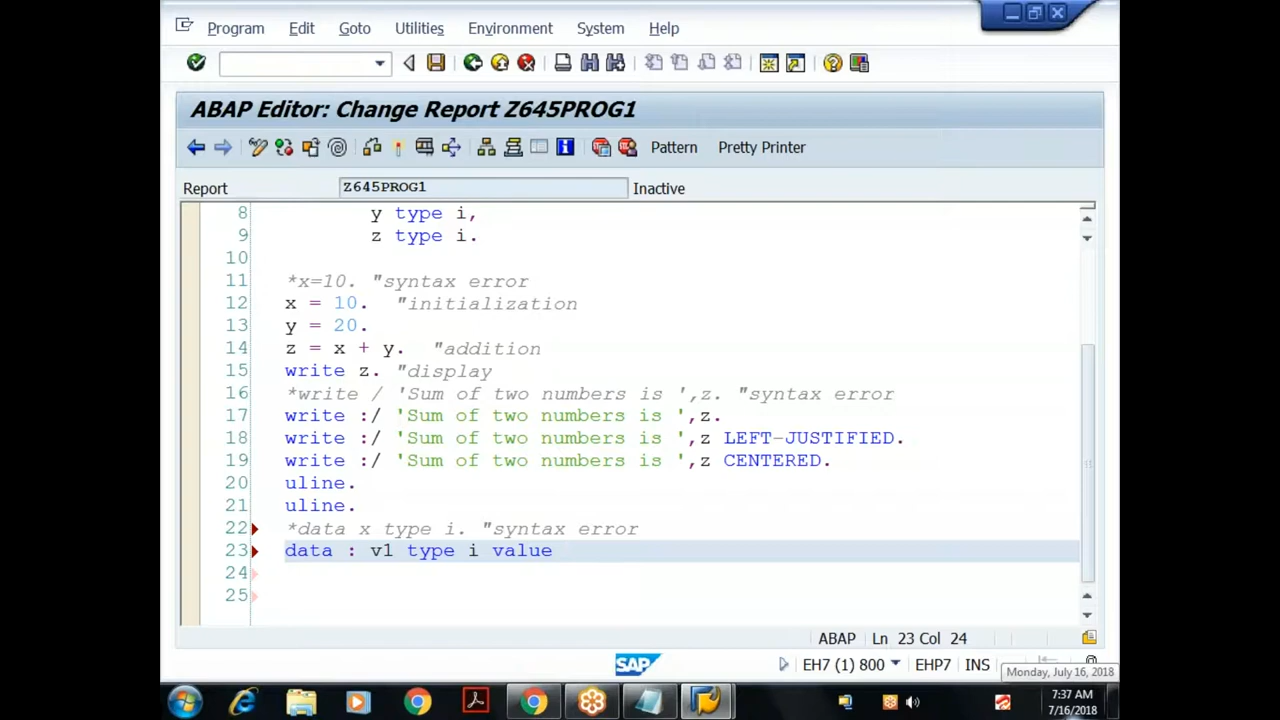 Program Edit Goto Utilities Environment System Help
ABAP Editor: Change Report Z645PROG1
Pattern Pretty Printer
Report Z645PROG1 Inactive
8 y type i,
9 z type i.
10
11 *x=10. "syntax error
12 x = 10. "initialization
13 y = 20.
14 z = x + y. "addition
15 write z. "display
16 *write / 'Sum of two numbers is ',z. "syntax error
17 write :/ 'Sum of two numbers is ',z.
18 write :/ 'Sum of two numbers is ',z LEFT-JUSTIFIED.
19 write :/ 'Sum of two numbers is ',z CENTERED.
20 uline.
21 uline.
22 *data x type i. "syntax error
23 data : v1 type i value
24
25
ABAP Ln 23 Col 24
SAP EH7 (1) 800 EHP7 INS
Monday, July 16, 2018
7:37 AM
7/16/2018